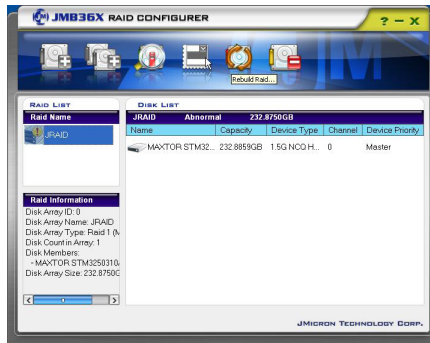 JMB36X RAID CONFIGURER
? – X
Rebuild Raid...
RAID LIST
Raid Name
JRAID
DISK LIST
JRAID Abnormal 232.8750GB
Name Capacity Device Type Channel Device Priority
MAXTOR STM32... 232.8859GB 1.5G NCQ H... 0 Master
Raid Information
Disk Array ID: 0
Disk Array Name: JRAID
Disk Array Type: Raid 1 (M
Disk Count in Array: 1
Disk Members:
- MAXTOR STM3250310
Disk Array Size: 232.8750G
JMICRON TECHNOLOGY CORP.